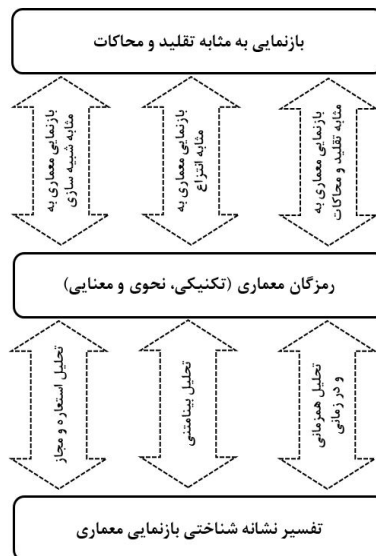 بازنمایی به مثابه تقلید و محاکات
بازنمایی معماری به
مثابه تقلید و محاکات
بازنمایی معماری به
مثابه انتزاع
بازنمایی معماری به
مثابه شبیه سازی
رمزگان معماری (تکنیکی، نحوی و معنایی)
تحلیل همزمانی
و در زمانی
تحلیل بینامتنی
تحلیل استعاره و مجاز
تفسیر نشانه شناختی بازنمایی معماری